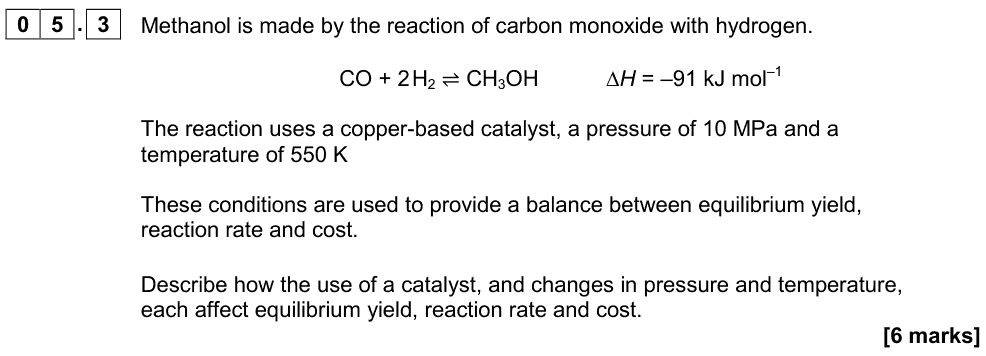 05.3 Methanol is made by the reaction of carbon monoxide with hydrogen.
CO + 2H₂ ⇌ CH₃OH ΔH = –91 kJ mol⁻¹
The reaction uses a copper-based catalyst, a pressure of 10 MPa and a
temperature of 550 K
These conditions are used to provide a balance between equilibrium yield,
reaction rate and cost.
Describe how the use of a catalyst, and changes in pressure and temperature,
each affect equilibrium yield, reaction rate and cost.
[6 marks]